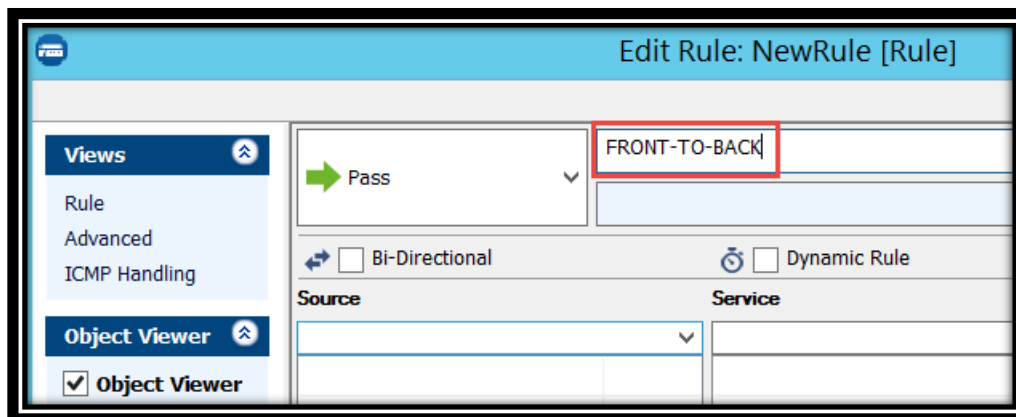 Edit Rule: NewRule [Rule]
Views
Rule
Advanced
ICMP Handling
Object Viewer
Object Viewer
Pass
FRONT-TO-BACK
Bi-Directional
Dynamic Rule
Source
Service